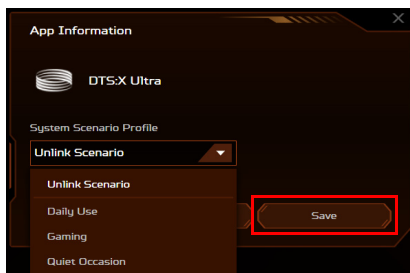 App Information
DTS:X Ultra
System Scenario Profile
Unlink Scenario
Unlink Scenario
Daily Use
Gaming
Quiet Occasion
Save